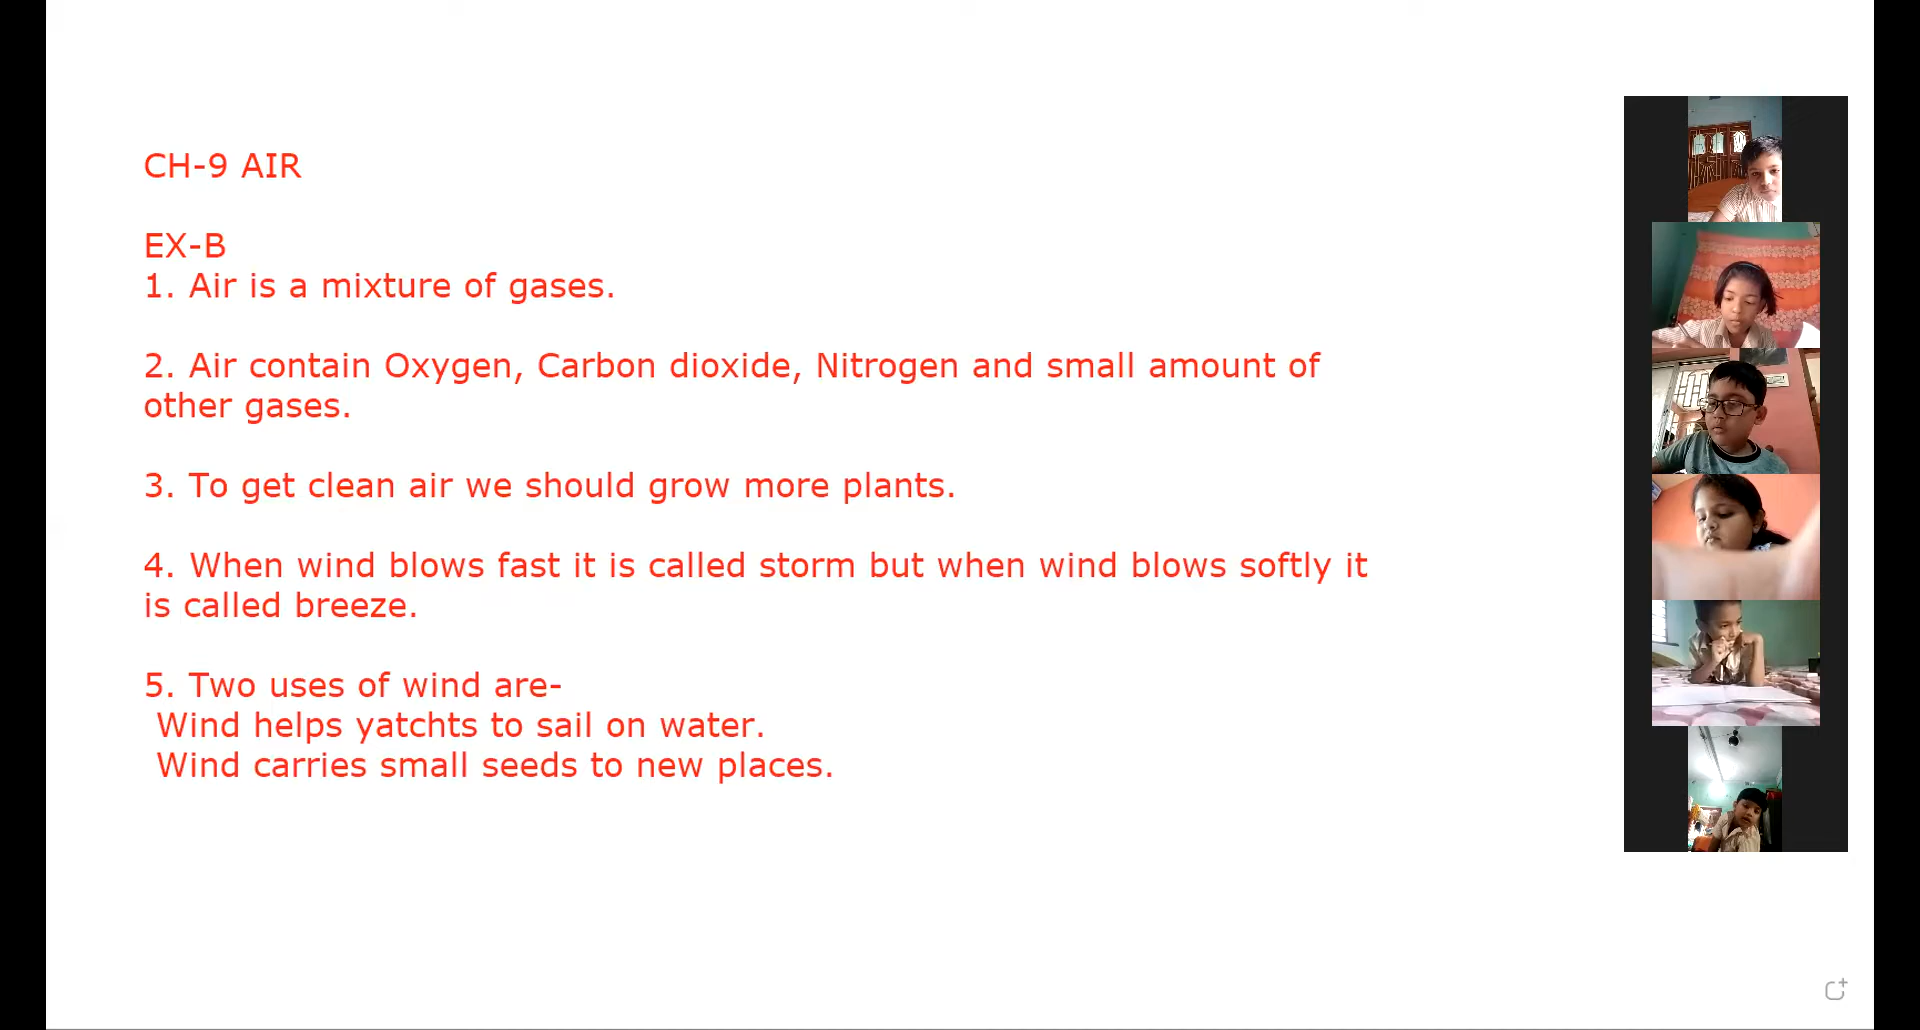 CH-9 AIR
EX-B
1. Air is a mixture of gases.
2. Air contain Oxygen, Carbon dioxide, Nitrogen and small amount of
other gases.
3. To get clean air we should grow more plants.
4. When wind blows fast it is called storm but when wind blows softly it
is called breeze.
5. Two uses of wind are-
Wind helps yatchts to sail on water.
Wind carries small seeds to new places.